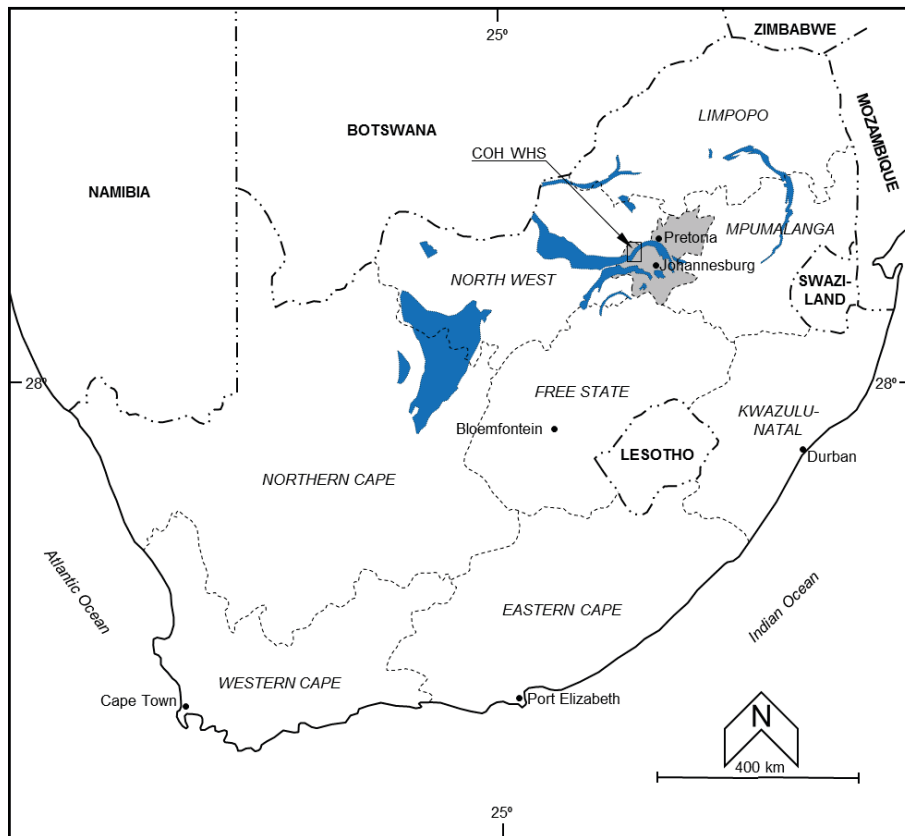 25º
ZIMBABWE
LIMPOPO
BOTSWANA
MOZAMBIQUE
COH WHS
NAMIBIA
MPUMALANGA
Pretona
Johannesburg
NORTH WEST
SWAZI-
LAND
28º
28º
FREE STATE
KWAZULU-
NATAL
Bloemfontein
LESOTHO
Durban
NORTHERN CAPE
Atlantic Ocean
Indian Ocean
EASTERN CAPE
WESTERN CAPE
Cape Town
Port Elizabeth
N
400 km
25º